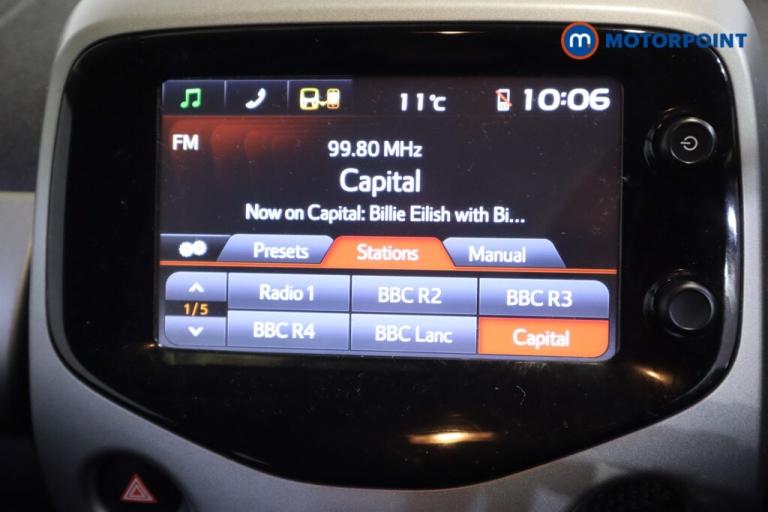 m MOTORPOINT
11°C 10:06
FM
99.80 MHz
Capital
Now on Capital: Billie Eilish with Bi...
Presets Stations Manual
Radio 1 BBC R2 BBC R3
1/5
BBC R4 BBC Lanc Capital